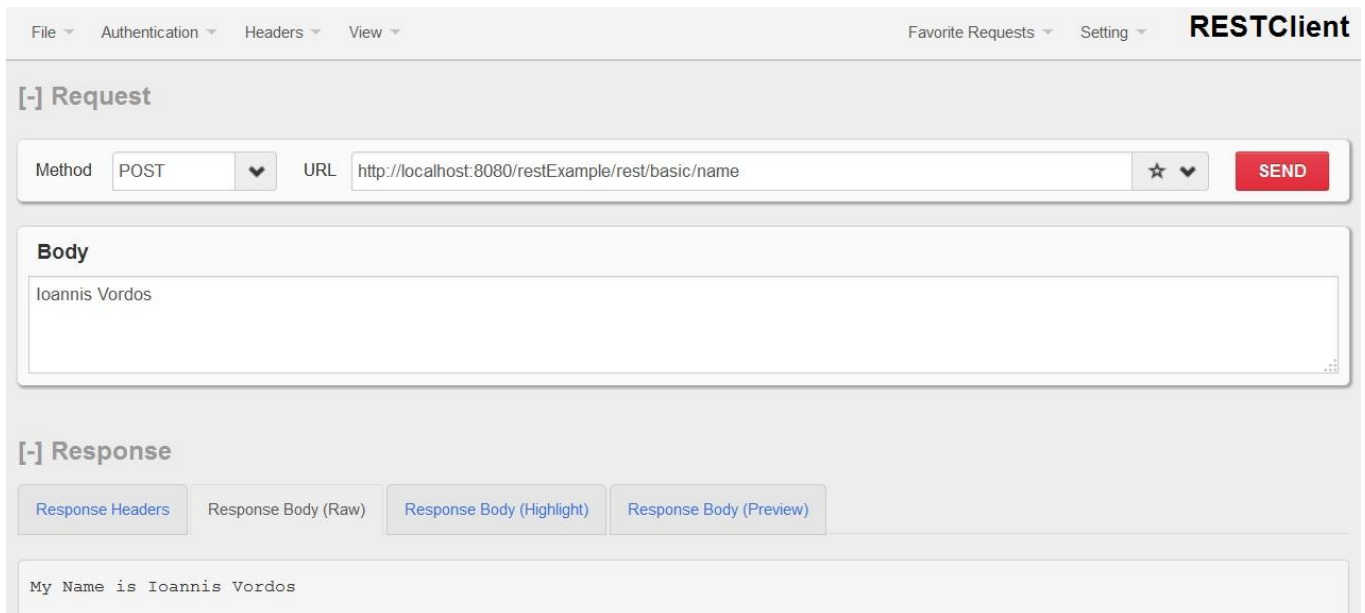 File Authentication Headers View Favorite Requests Setting RESTClient
[-] Request
Method POST URL http://localhost:8080/restExample/rest/basic/name SEND
Body
Ioannis Vordos
[-] Response
Response Headers Response Body (Raw) Response Body (Highlight) Response Body (Preview)
My Name is Ioannis Vordos